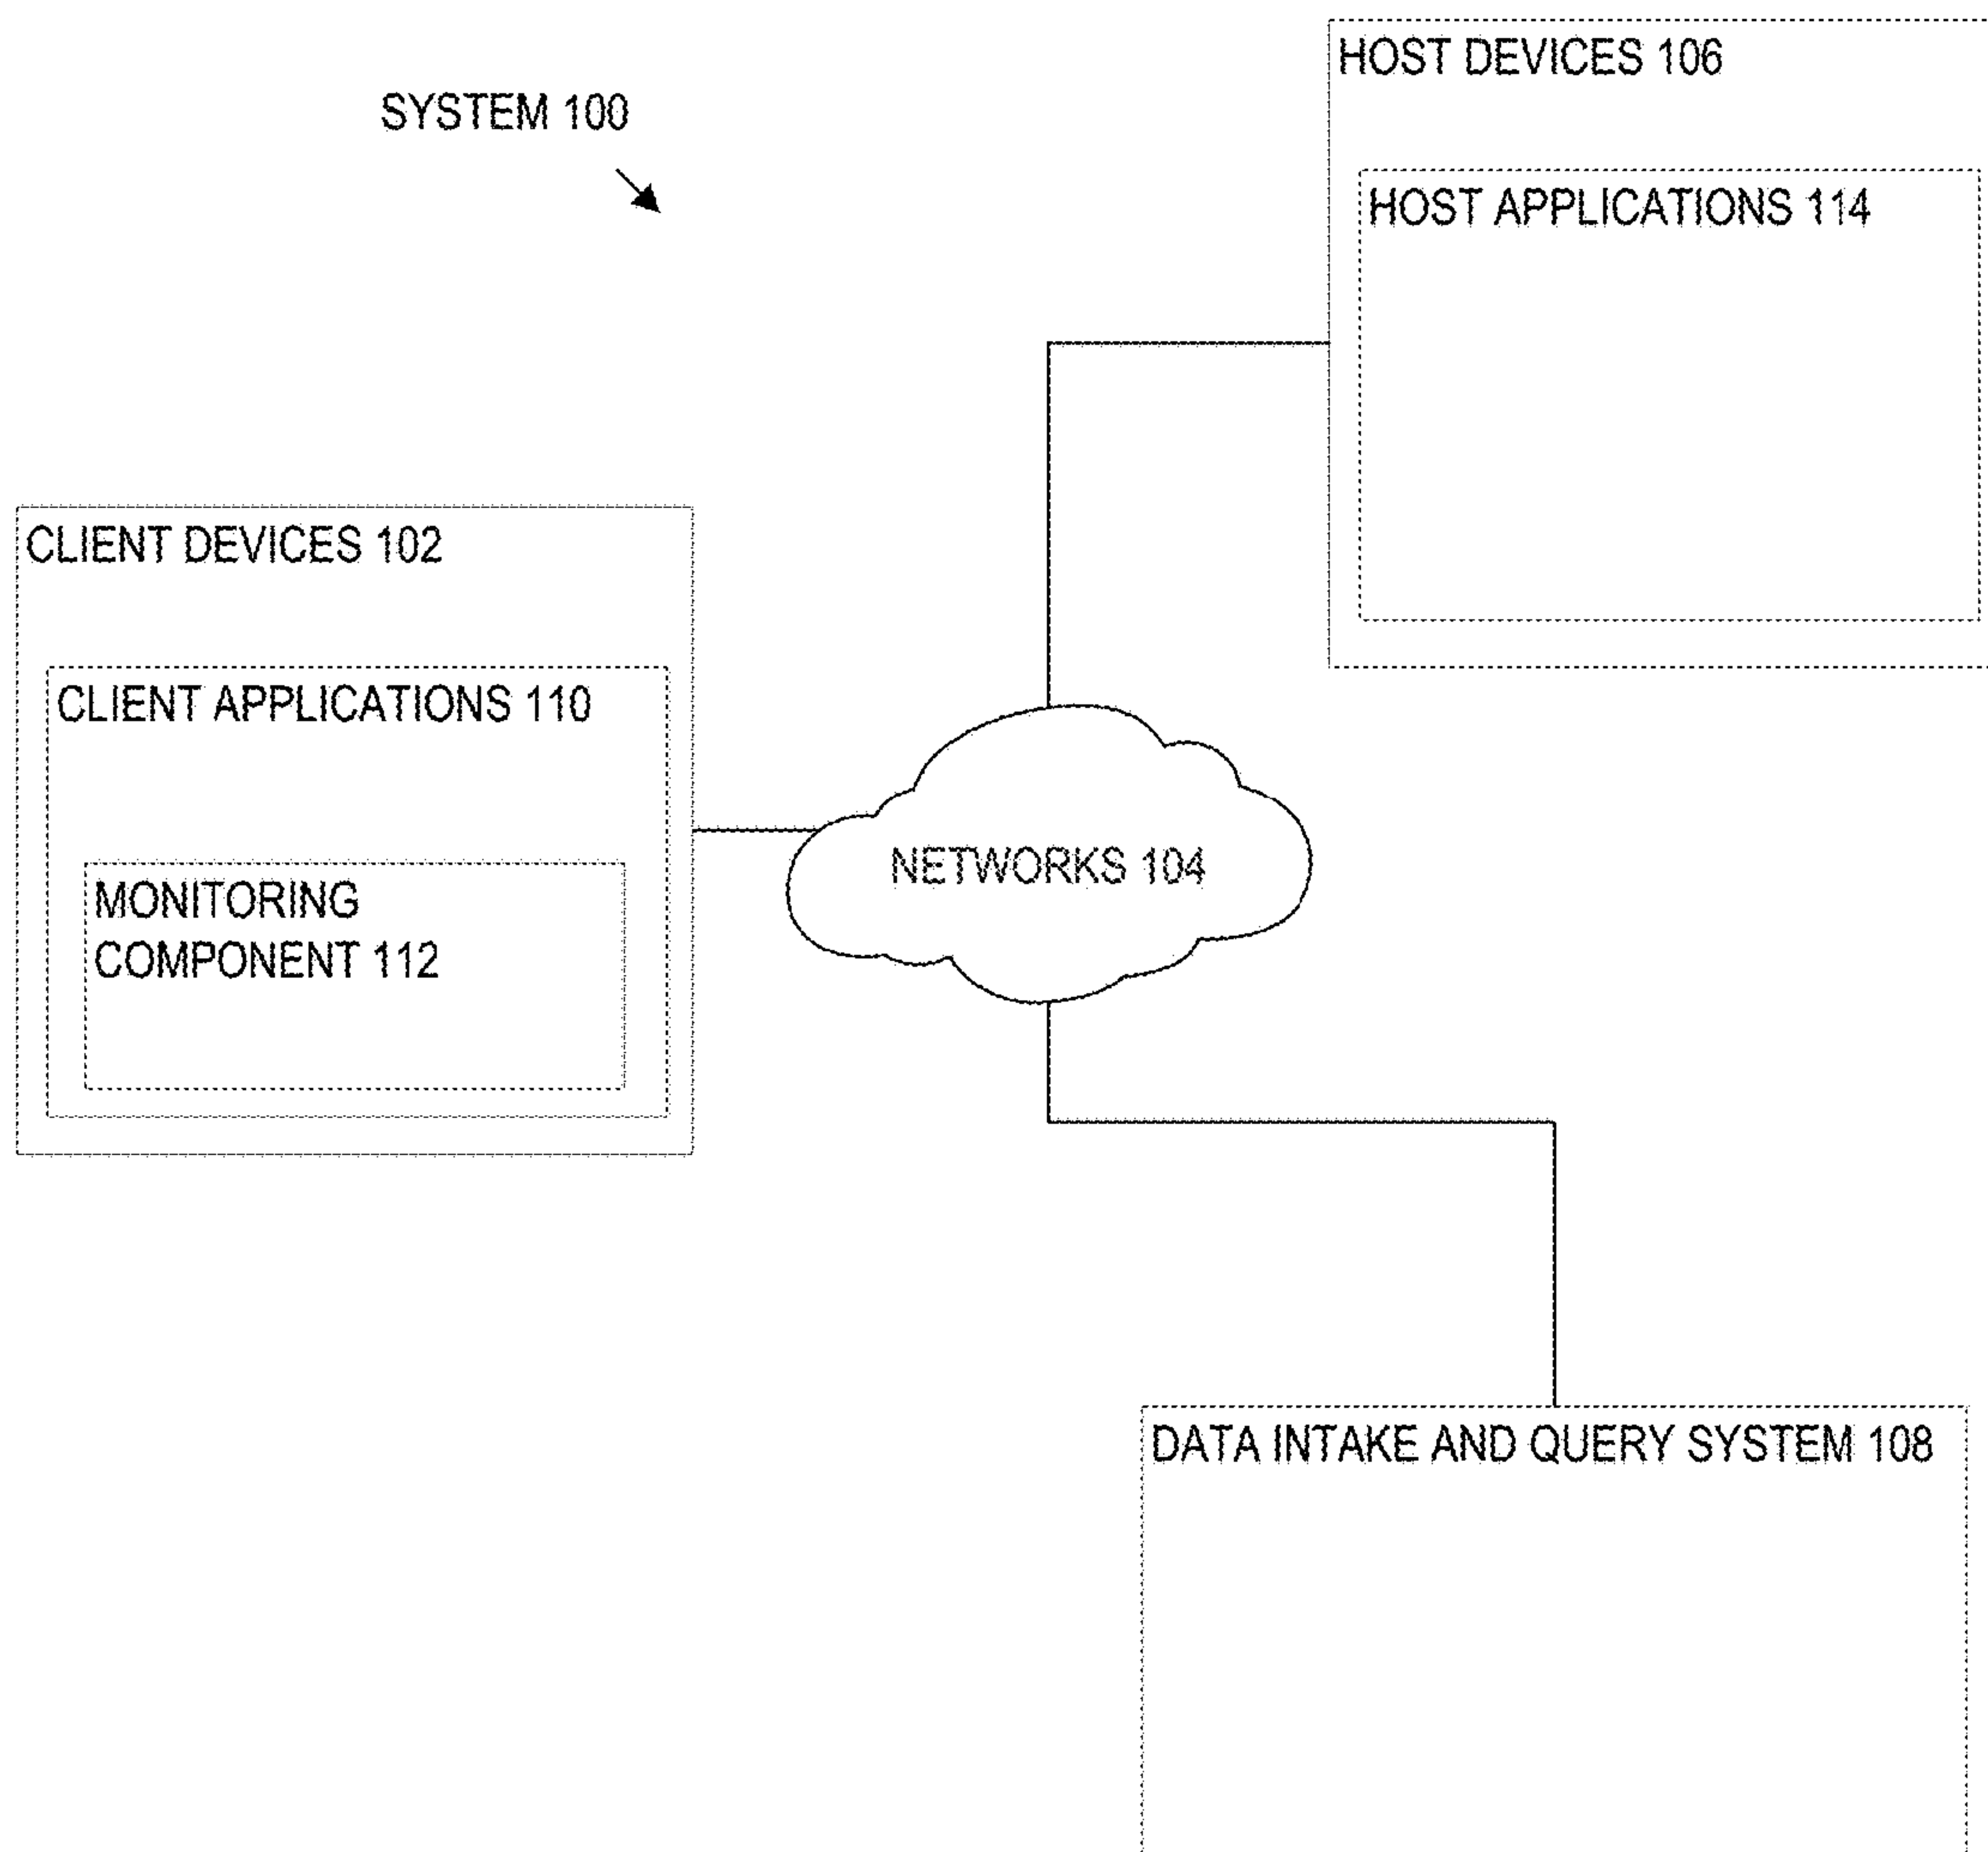 SYSTEM 100
HOST DEVICES 106
HOST APPLICATIONS 114
CLIENT DEVICES 102
CLIENT APPLICATIONS 110
MONITORING
COMPONENT 112
NETWORKS 104
DATA INTAKE AND QUERY SYSTEM 108